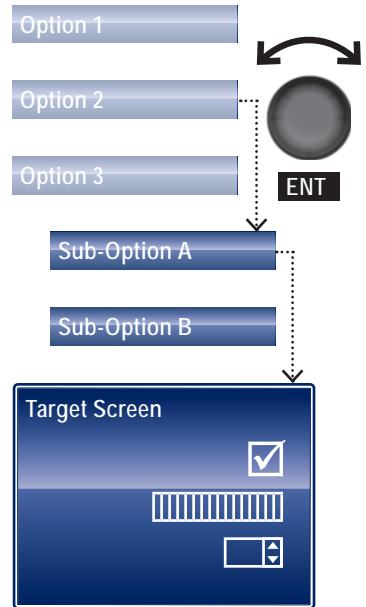 Option 1
Option 2
Option 3
ENT
Sub-Option A
Sub-Option B
Target Screen